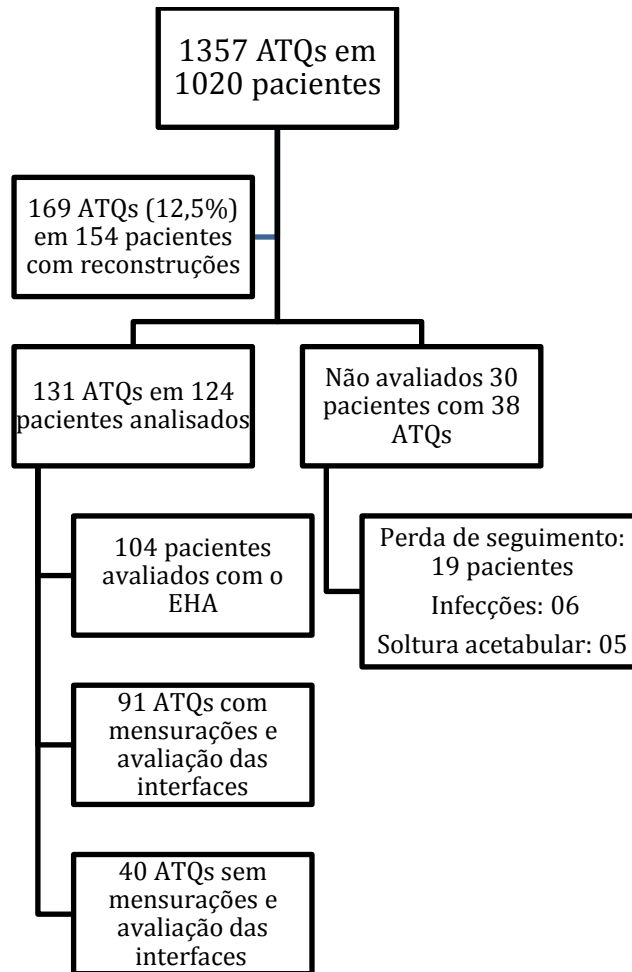 1357 ATQs em
1020 pacientes
169 ATQs (12,5%)
em 154 pacientes
com reconstruções
131 ATQs em 124
pacientes analisados
Não avaliados 30
pacientes com 38
ATQs
104 pacientes
avaliados com o
EHA
Perda de seguimento:
19 pacientes
Infecções: 06
Soltura acetabular: 05
91 ATQs com
mensurações e
avaliação das
interfaces
40 ATQs sem
mensurações e
avaliação das
interfaces